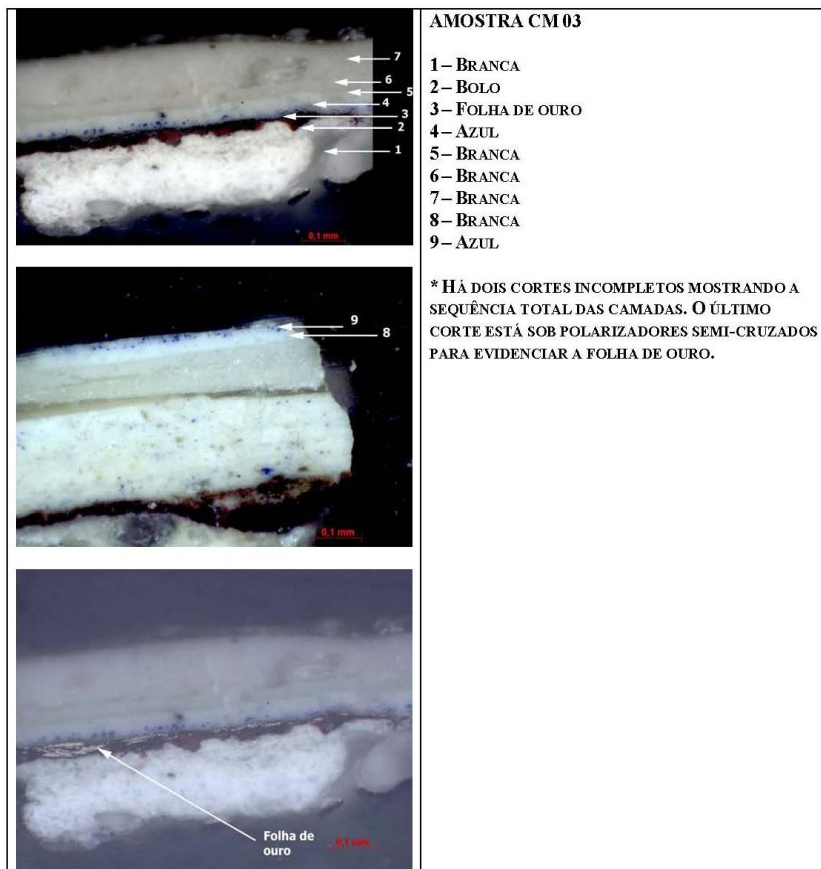 7
6
5
4
3
2
1
0,1 mm
9
8
0,1 mm
Folha de
ouro
0,1 mm
AMOSTRA CM 03
1 – BRANCA
2 – BOLO
3 – FOLHA DE OURO
4 – AZUL
5 – BRANCA
6 – BRANCA
7 – BRANCA
8 – BRANCA
9 – AZUL
* HÁ DOIS CORTES INCOMPLETOS MOSTRANDO A
SEQUÊNCIA TOTAL DAS CAMADAS. O ÚLTIMO
CORTE ESTÁ SOB POLARIZADORES SEMI-CRUZADOS
PARA EVIDENCIAR A FOLHA DE OURO.